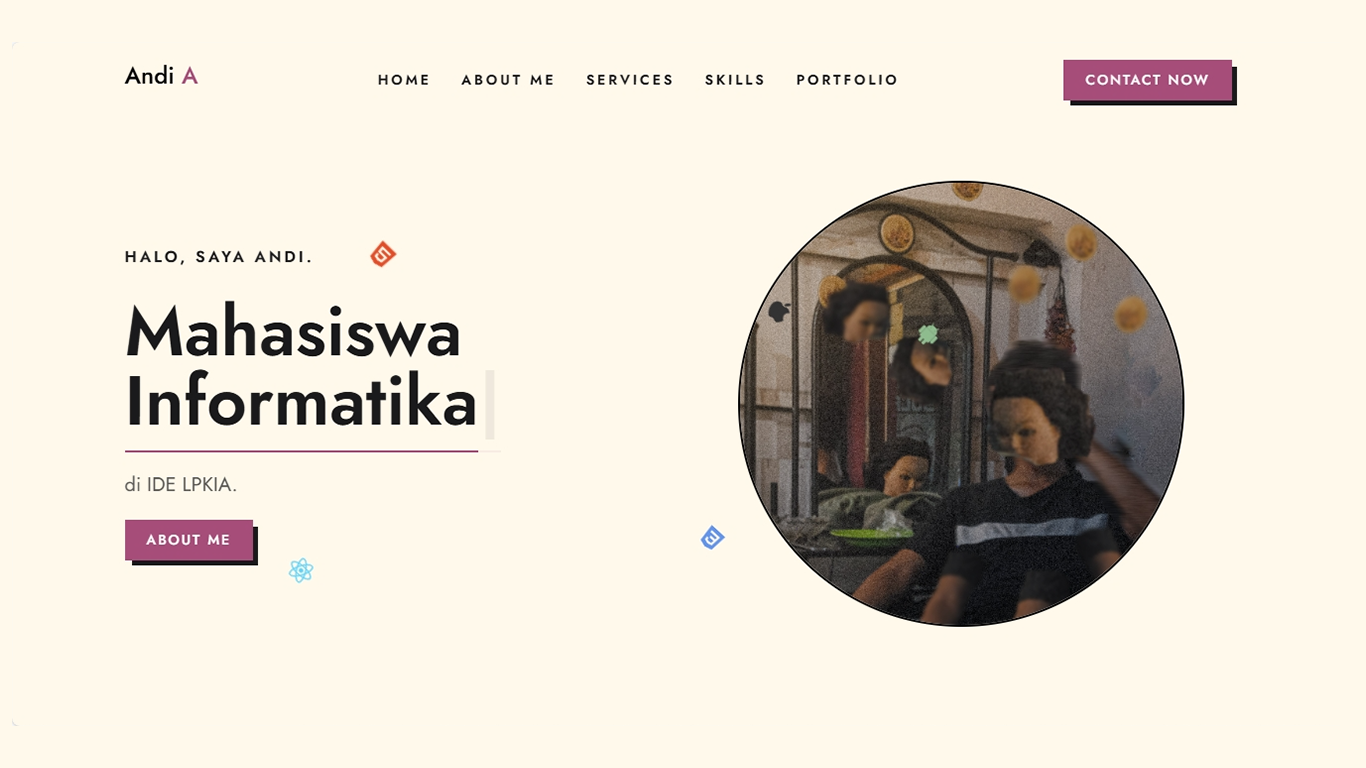 Andi A
HOME ABOUT ME SERVICES SKILLS PORTFOLIO
CONTACT NOW
HALO, SAYA ANDI.
Mahasiswa
Informatika
di IDE LPKIA.
ABOUT ME